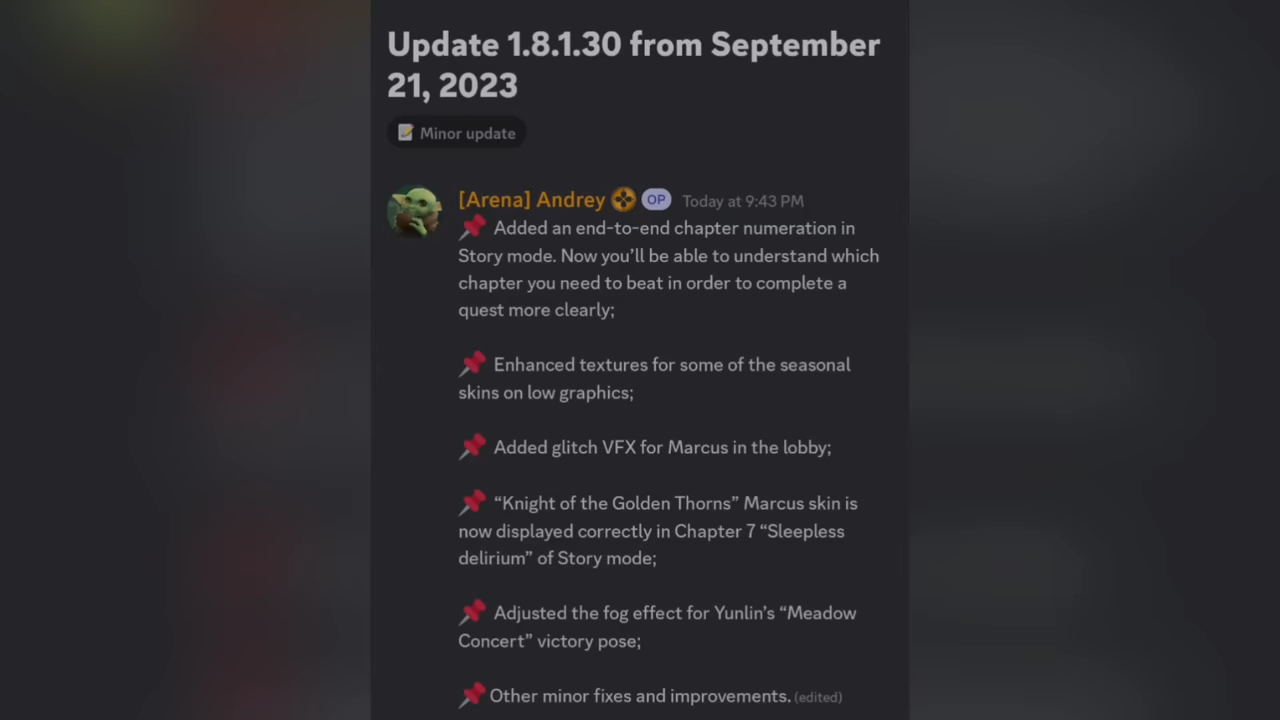 Update 1.8.1.30 from September
21, 2023
Minor update
[Arena] Andrey OP Today at 9:43 PM
Added an end-to-end chapter numeration in
Story mode. Now you’ll be able to understand which
chapter you need to beat in order to complete a
quest more clearly;
Enhanced textures for some of the seasonal
skins on low graphics;
Added glitch VFX for Marcus in the lobby;
“Knight of the Golden Thorns” Marcus skin is
now displayed correctly in Chapter 7 “Sleepless
delirium” of Story mode;
Adjusted the fog effect for Yunlin’s “Meadow
Concert” victory pose;
Other minor fixes and improvements. (edited)